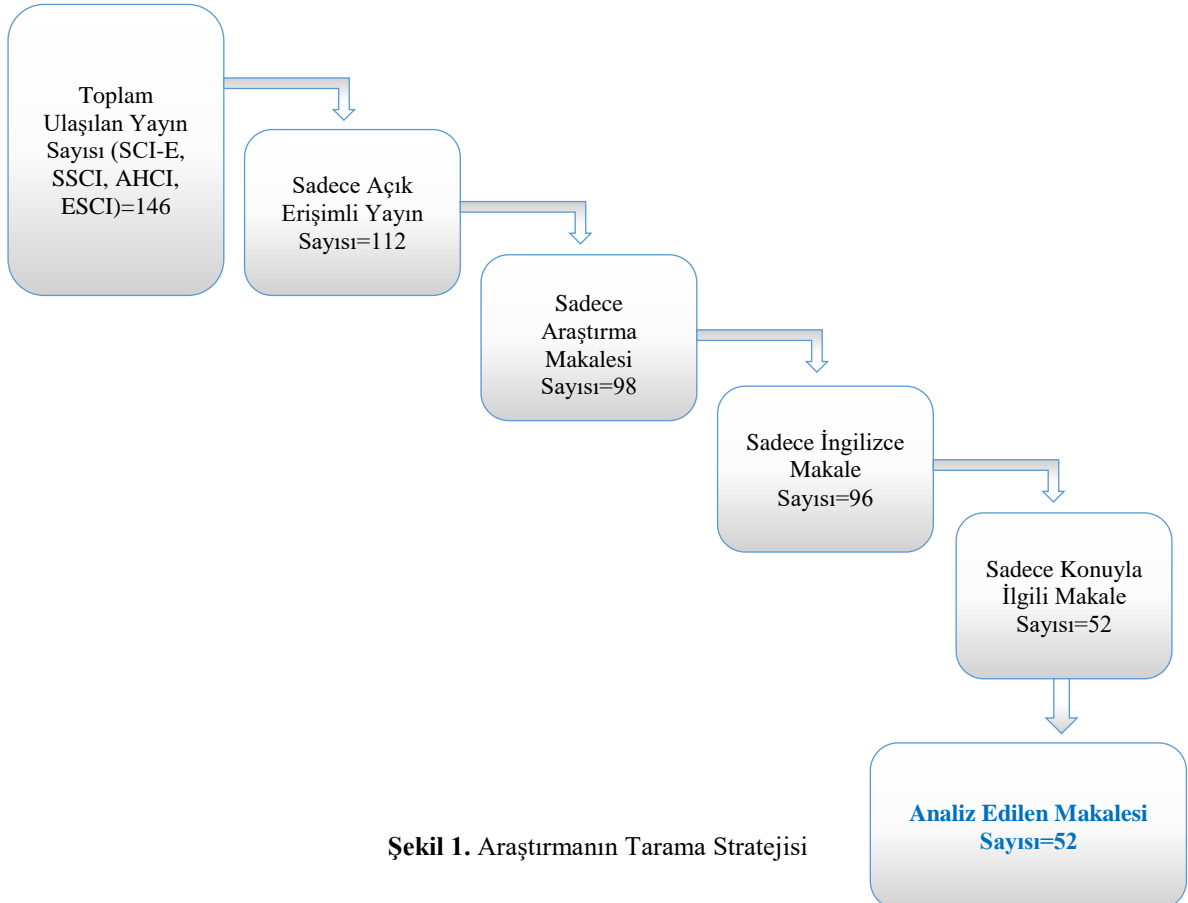 Toplam
Ulaşılan Yayın
Sayısı (SCI-E,
SSCI, AHCI,
ESCI)=146
Sadece Açık
Erişimli Yayın
Sayısı=112
Sadece
Araştırma
Makalesi
Sayısı=98
Sadece İngilizce
Makale
Sayısı=96
Sadece Konuyla
İlgili Makale
Sayısı=52
Analiz Edilen Makalesi
Sayısı=52
Şekil 1. Araştırmanın Tarama Stratejisi